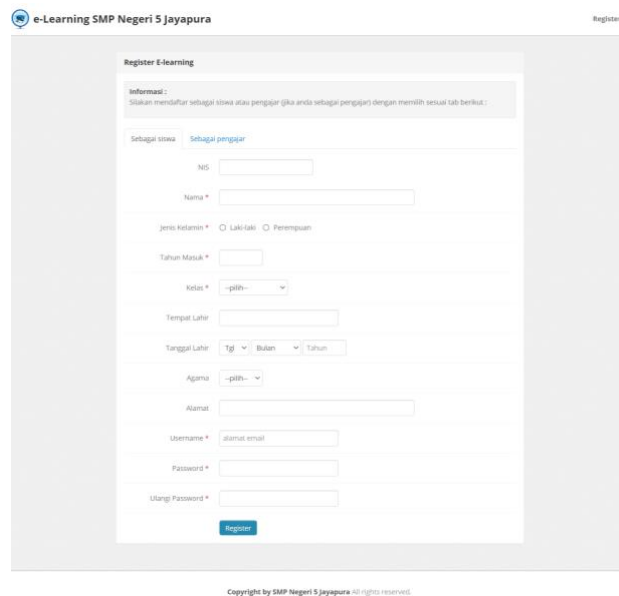 e-Learning SMP Negeri 5 Jayapura
Register
Register E-learning
Informasi :
Silakan mendaftar sebagai siswa atau pengajar (jika anda sebagai pengajar) dengan memilih sesuai tab berikut :
Sebagai siswa Sebagai pengajar
NIS
Nama *
Jenis Kelamin * Laki-laki Perempuan
Tahun Masuk *
Kelas * --pilih--
Tempat Lahir
Tanggal Lahir Tgl Bulan Tahun
Agama --pilih--
Alamat
Username * alamat email
Password *
Ulangi Password *
Register
Copyright by SMP Negeri 5 Jayapura All rights reserved.